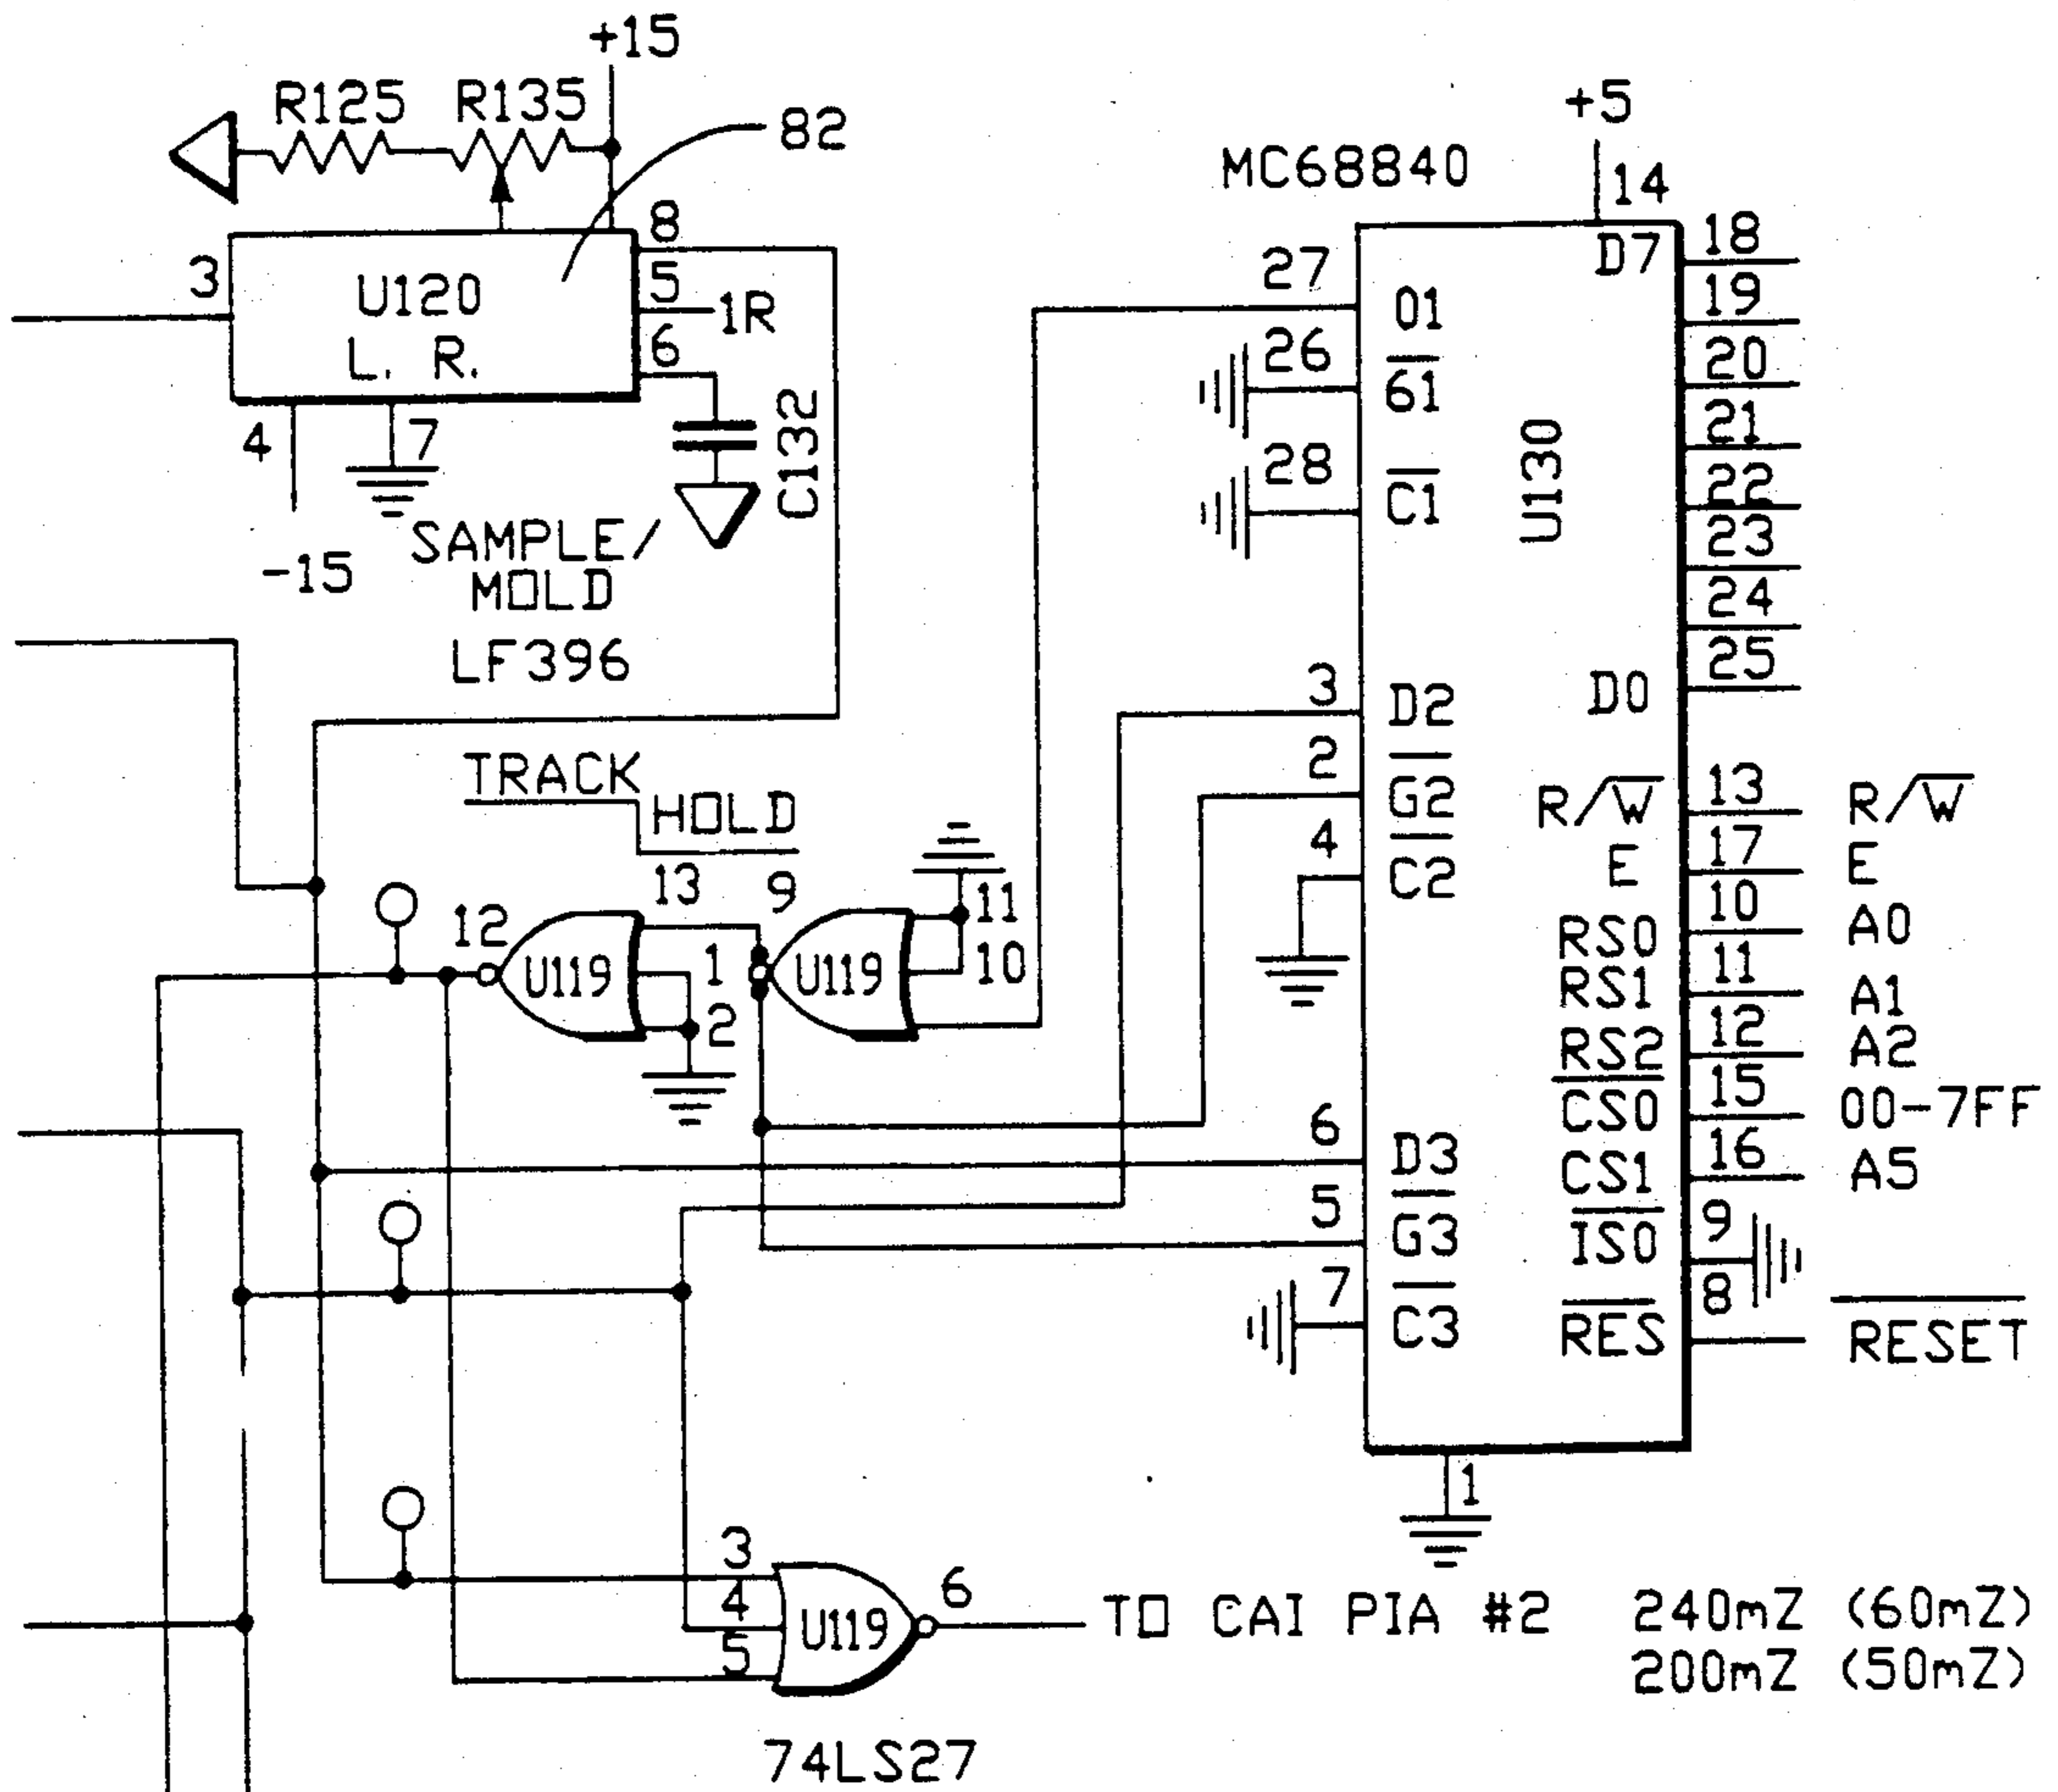 +15
R125 R135
82
8
3
U120
5
1R
L. R.
6
4
7
C132
-15
SAMPLE/
MOLD
LF396
TRACK
HOLD
13
9
12
U119
1
2
U119
11
10
MC68840
+5
14
27
O1
26
61
28
C1
3
D2
2
G2
4
C2
6
D3
5
G3
7
C3
U130
D7
18
19
20
21
22
23
24
25
D0
R/W
13
R/W
E
17
E
RS0
10
A0
RS1
11
A1
RS2
12
A2
CS0
15
00-7FF
CS1
16
A5
IS0
9
RES
8
RESET
1
3
4
5
U119
6
TO CAI PIA #2
240mZ (60mZ)
200mZ (50mZ)
74LS27